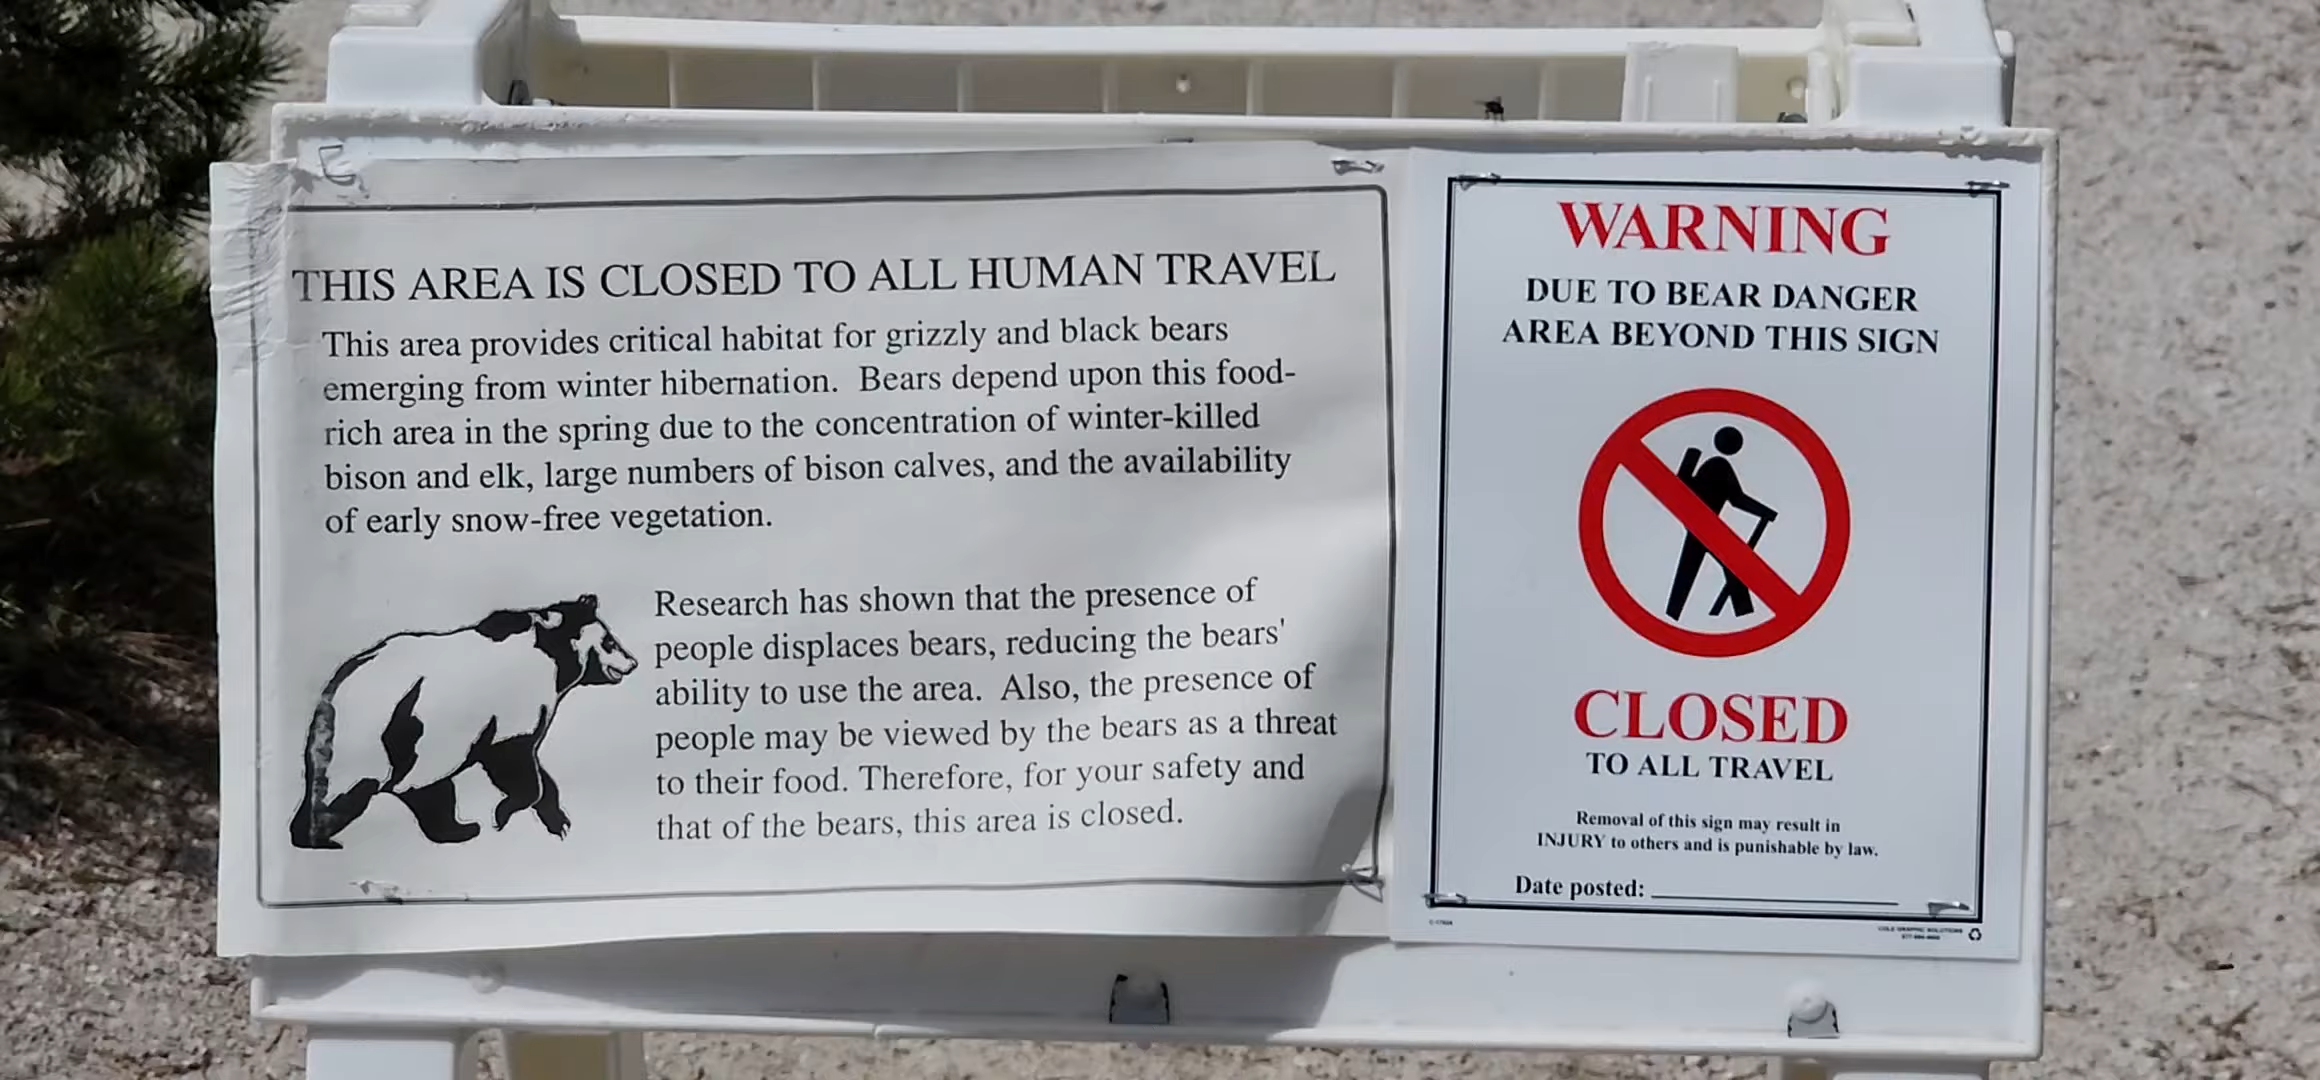 THIS AREA IS CLOSED TO ALL HUMAN TRAVEL
This area provides critical habitat for grizzly and black bears
emerging from winter hibernation.  Bears depend upon this food-
rich area in the spring due to the concentration of winter-killed
bison and elk, large numbers of bison calves, and the availability
of early snow-free vegetation.
Research has shown that the presence of
people displaces bears, reducing the bears'
ability to use the area.  Also, the presence of
people may be viewed by the bears as a threat
to their food. Therefore, for your safety and
that of the bears, this area is closed.
WARNING
DUE TO BEAR DANGER
AREA BEYOND THIS SIGN
CLOSED
TO ALL TRAVEL
Removal of this sign may result in
INJURY to others and is punishable by law.
Date posted: